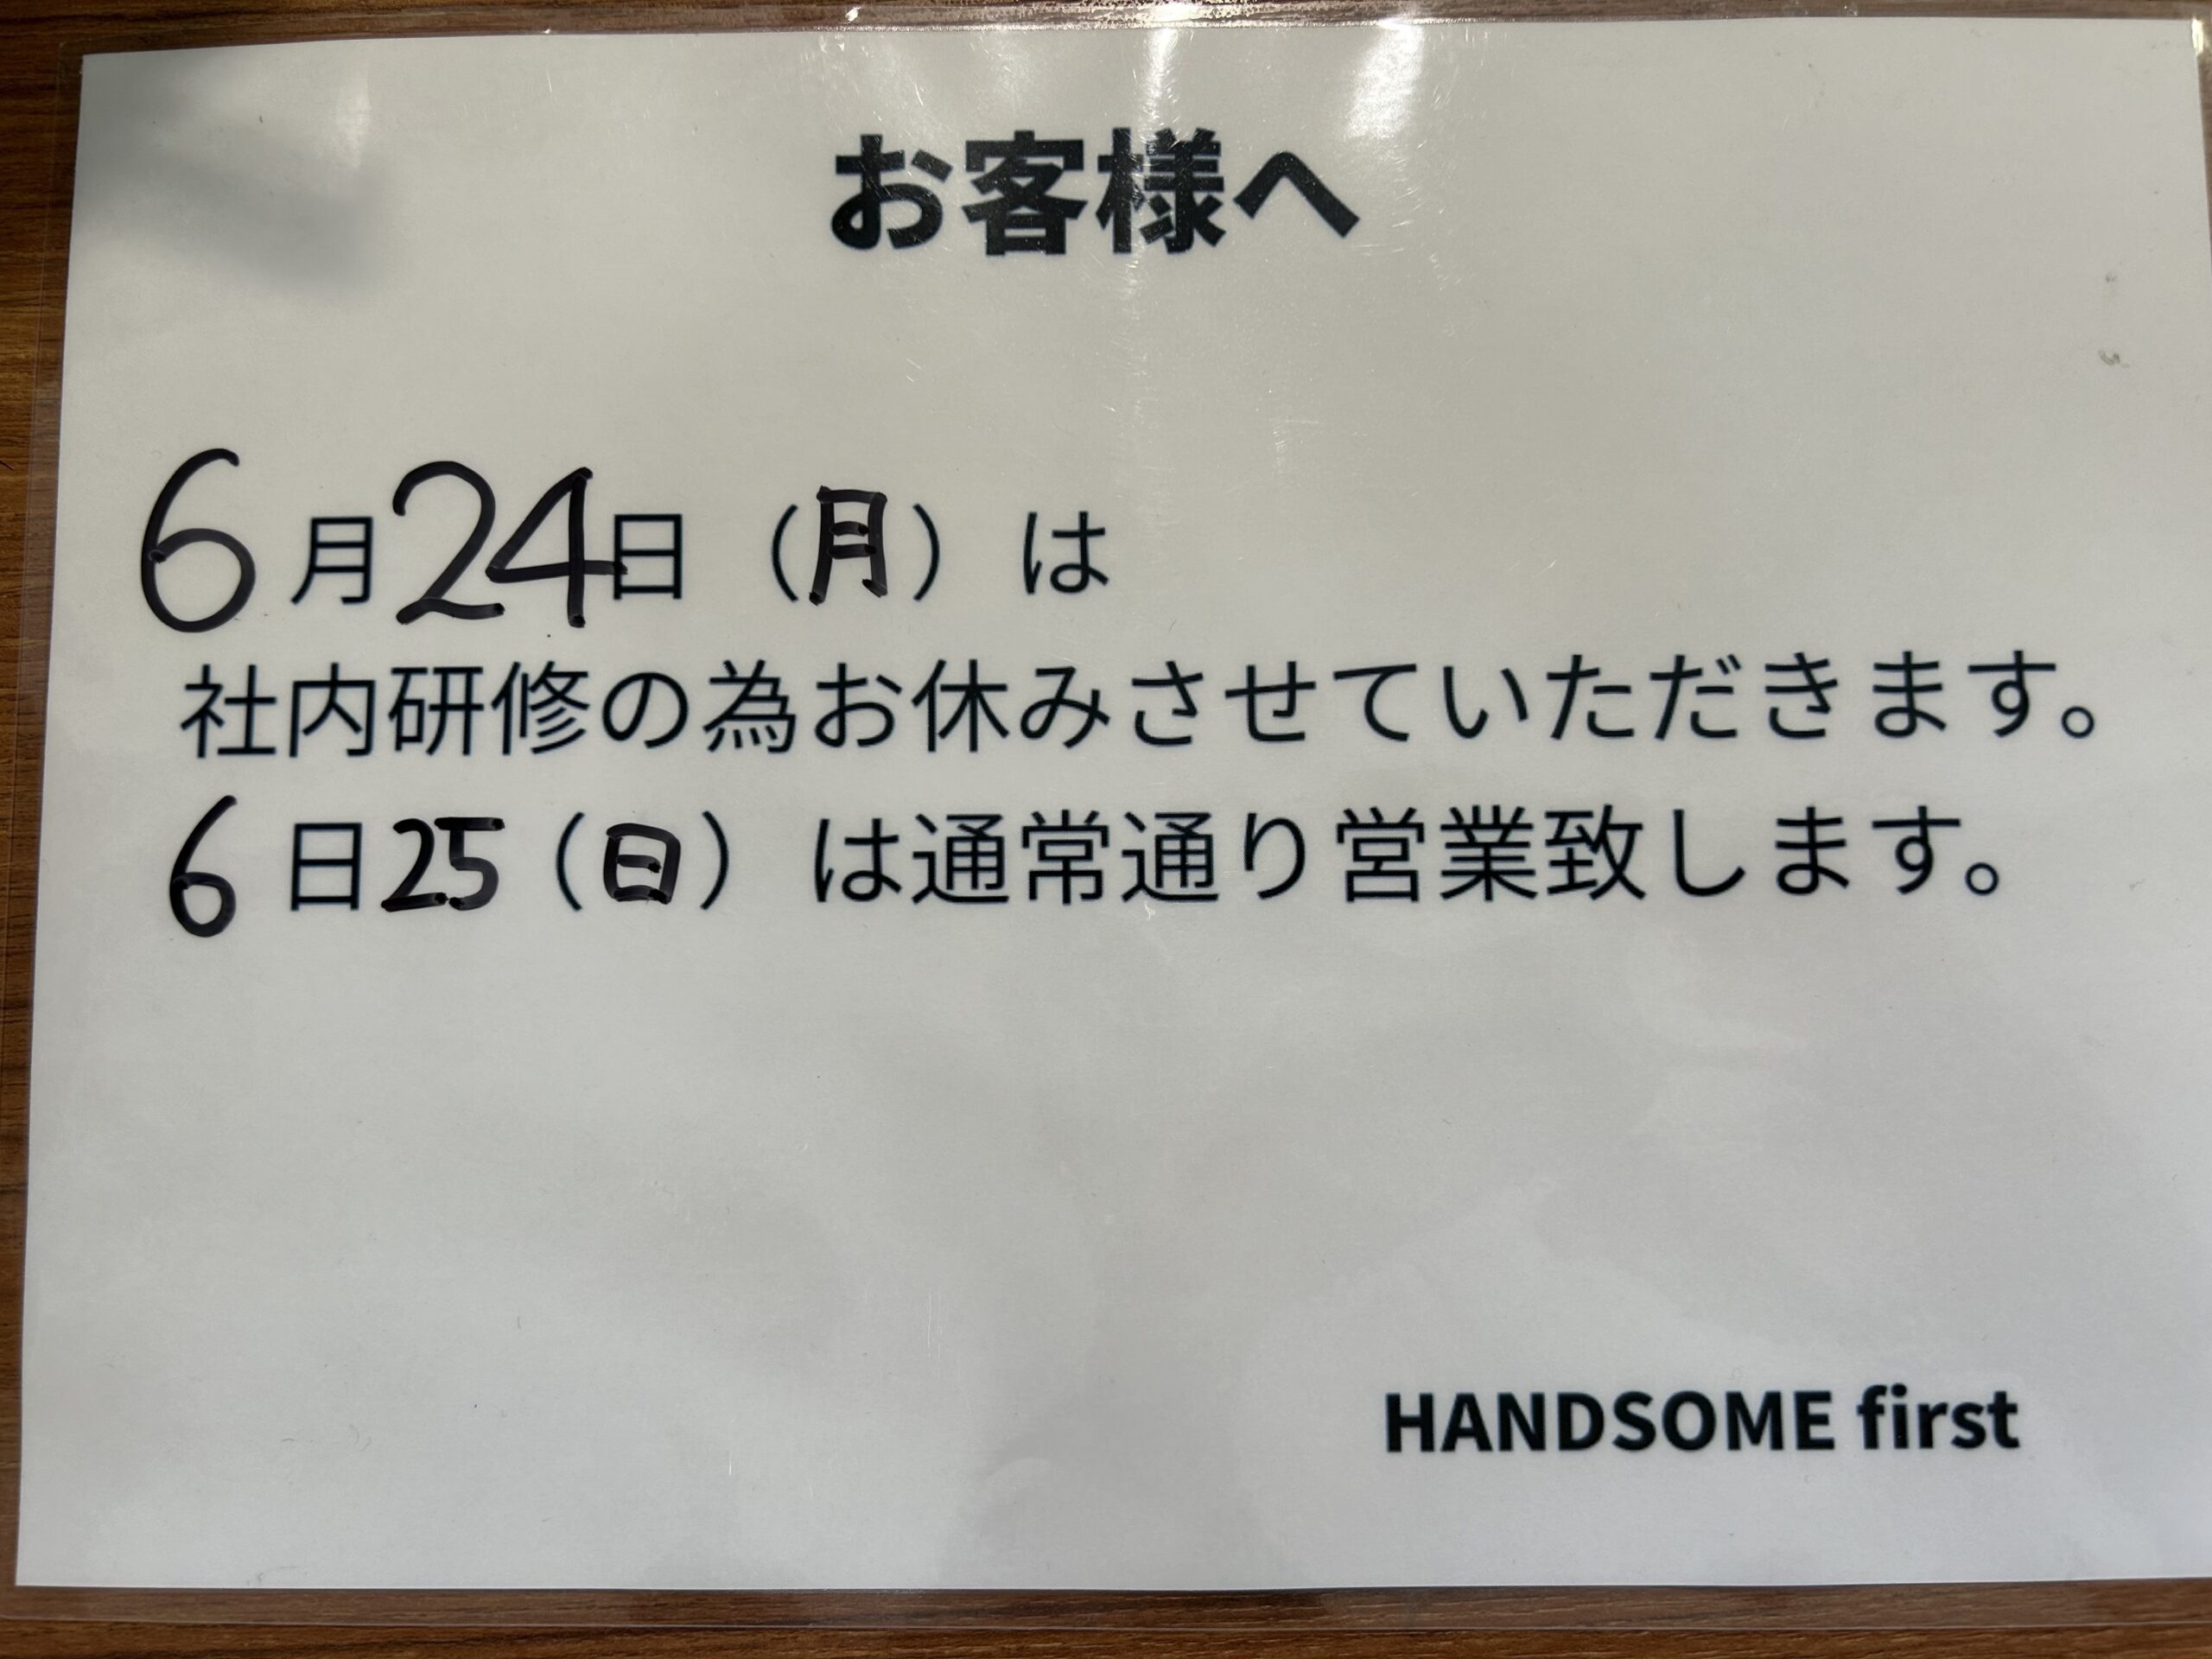 お客様へ
6月24日（月）は
社内研修の為お休みさせていただきます。
6日25（日）は通常通り営業致します。
HANDSOME first